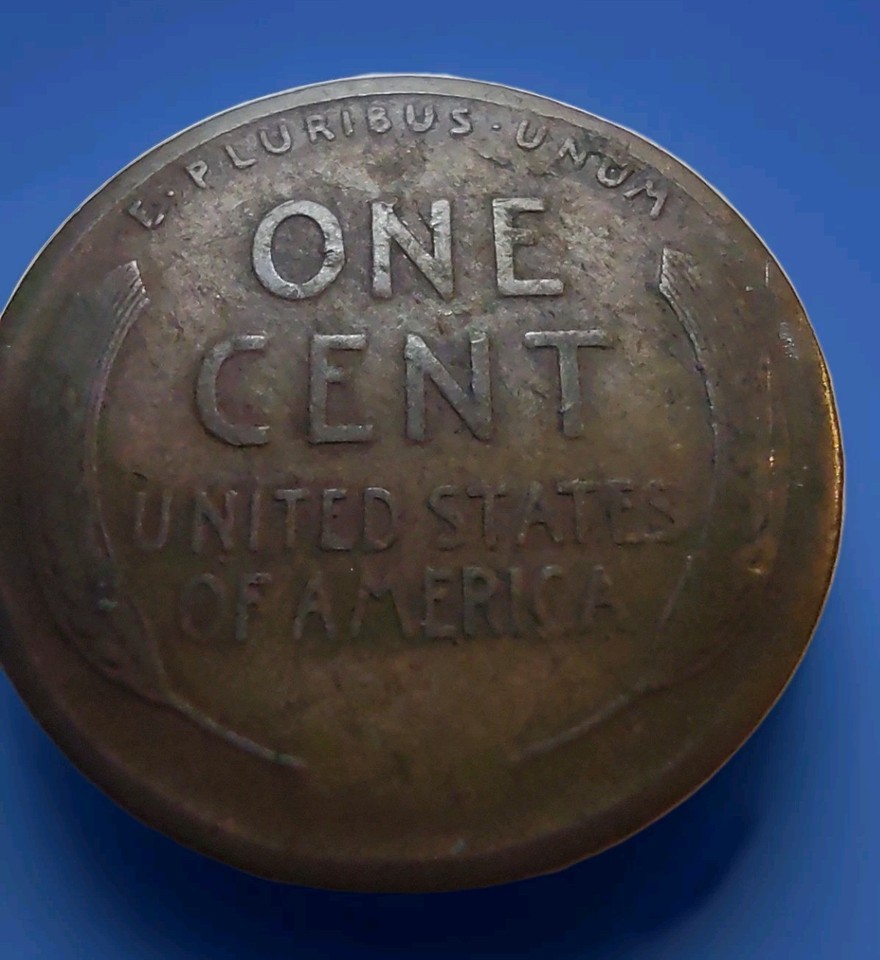 E·PLURIBUS·UNUM
ONE
CENT
UNITED STATES
OF AMERICA